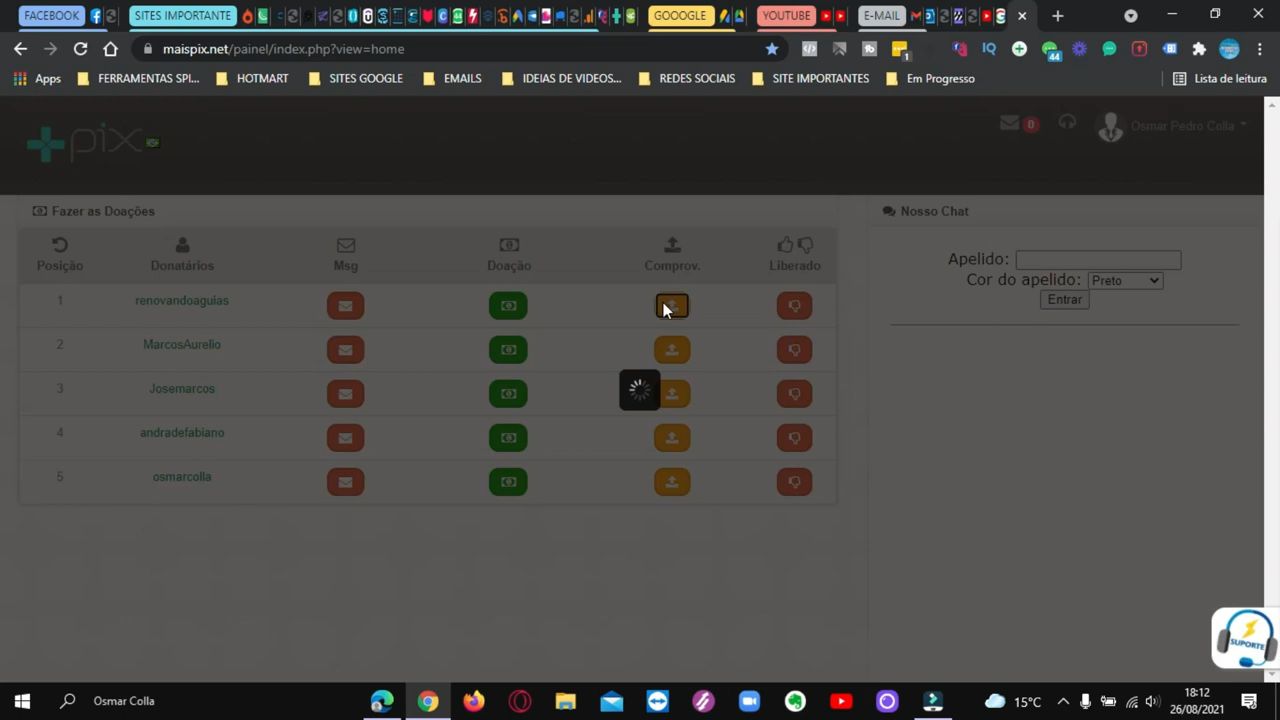 FACEBOOK
SITES IMPORTANTE
GOOOGLE
YOUTUBE
E-MAIL
maispix.net/painel/index.php?view=home
1
44
Apps
FERRAMENTAS SPI...
HOTMART
SITES GOOGLE
EMAILS
IDEIAS DE VIDEOS...
REDES SOCIAIS
SITE IMPORTANTES
Em Progresso
Lista de leitura
pix
0
Osmar Pedro Colla
Fazer as Doações
Nosso Chat
Posição Donatários Msg Doação Comprov. Liberado
1 renovandoaguias
2 MarcosAurelio
3 Josemarcos
4 andradefabiano
5 osmarcolla
Apelido:
Cor do apelido: Preto
Entrar
SUPORTE
Osmar Colla
15°C
18:12
26/08/2021